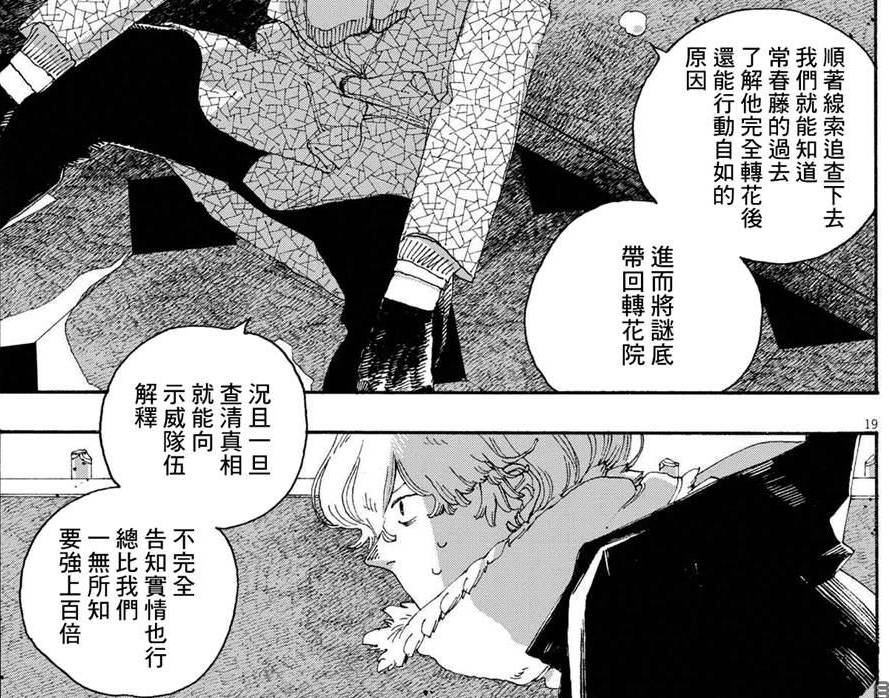 順著線索追查下去
我們就能知道
常春藤的過去
了解他完全轉花後
還能行動自如的
原因
進而將謎底
帶回轉花院
19
況且一旦
查清真相
就能向
示威隊伍
解釋
不完全
告知實情也行
總比我們
一無所知
要強上百倍